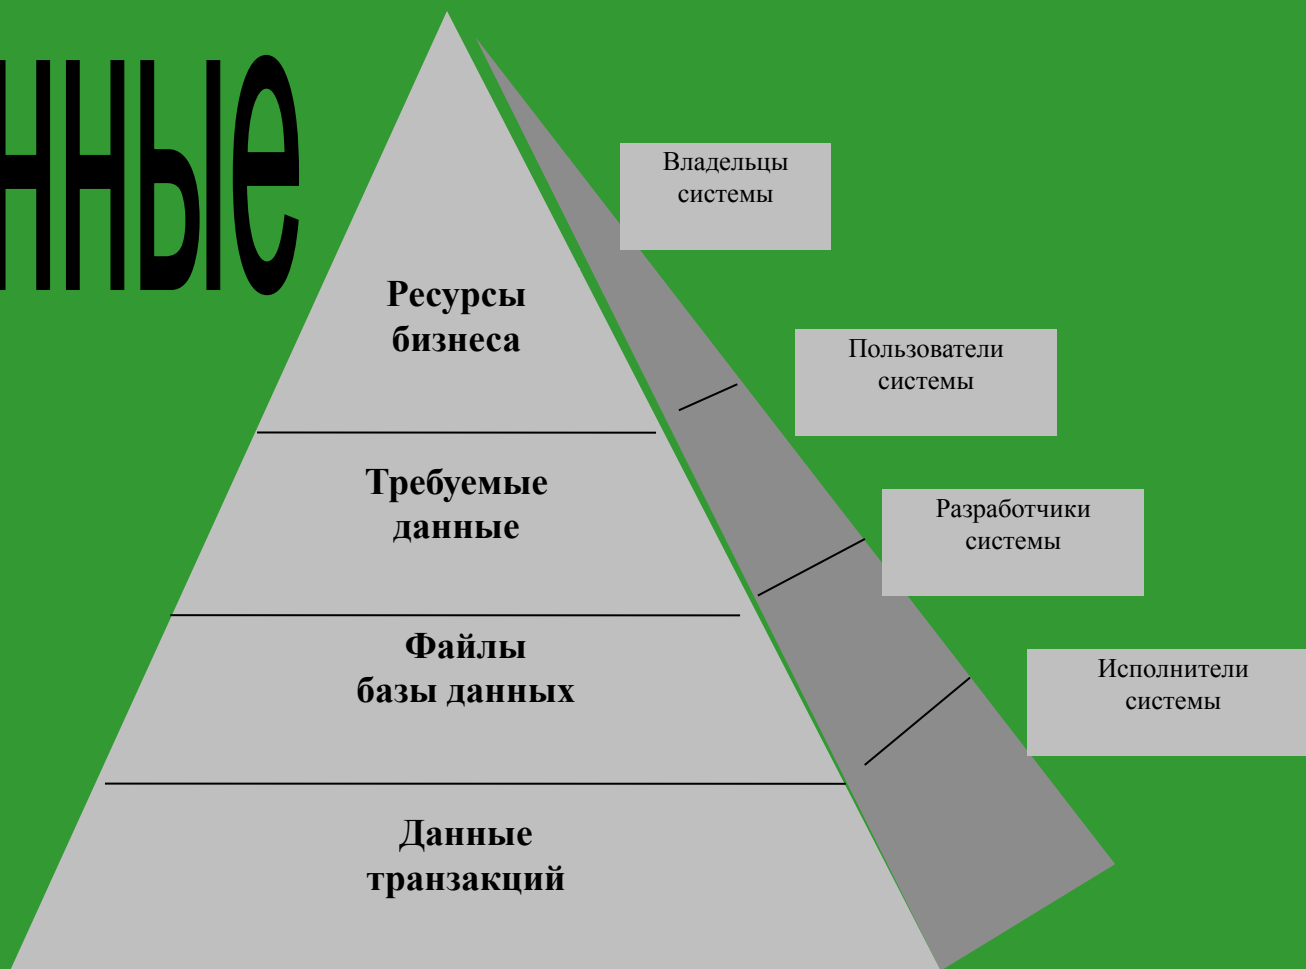 нные
Владельцы
системы
Ресурсы
бизнеса
Пользователи
системы
Требуемые
данные
Разработчики
системы
Файлы
базы данных
Исполнители
системы
Данные
транзакций